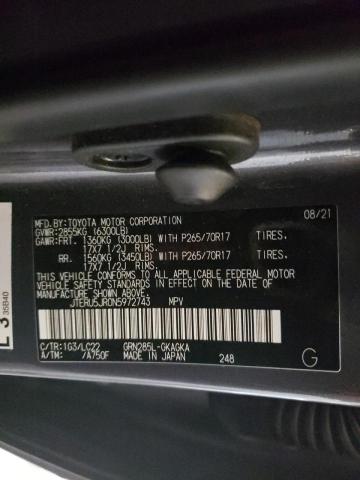 MFD.BY:TOYOTA MOTOR CORPORATION 08/21
GVWR:2855KG (6300LB)
GAWR:FRT. 1360KG (3000LB) WITH P265/70R17 TIRES.
17X7 1/2J RIMS.
RR. 1560KG (3450LB) WITH P265/70R17 TIRES.
17X7 1/2J RIMS.
THIS VEHICLE CONFORMS TO ALL APPLICABLE FEDERAL MOTOR
VEHICLE SAFETY STANDARDS IN EFFECT ON THE DATE OF
MANUFACTURE SHOWN ABOVE.
JTERU5JR0N5972743 MPV
C/TR:1G3/LC22 GRN285L-GKAGKA
A/TM: /A750F MADE IN JAPAN 248 G
L 3
35B40